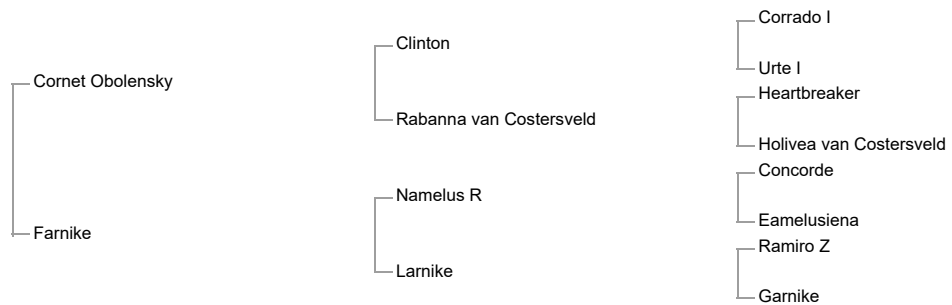 Corrado I
Clinton
Urte I
Cornet Obolensky
Heartbreaker
Rabanna van Costersveld
Holivea van Costersveld
Concorde
Namelus R
Eamelusiena
Farnike
Ramiro Z
Larnike
Garnike